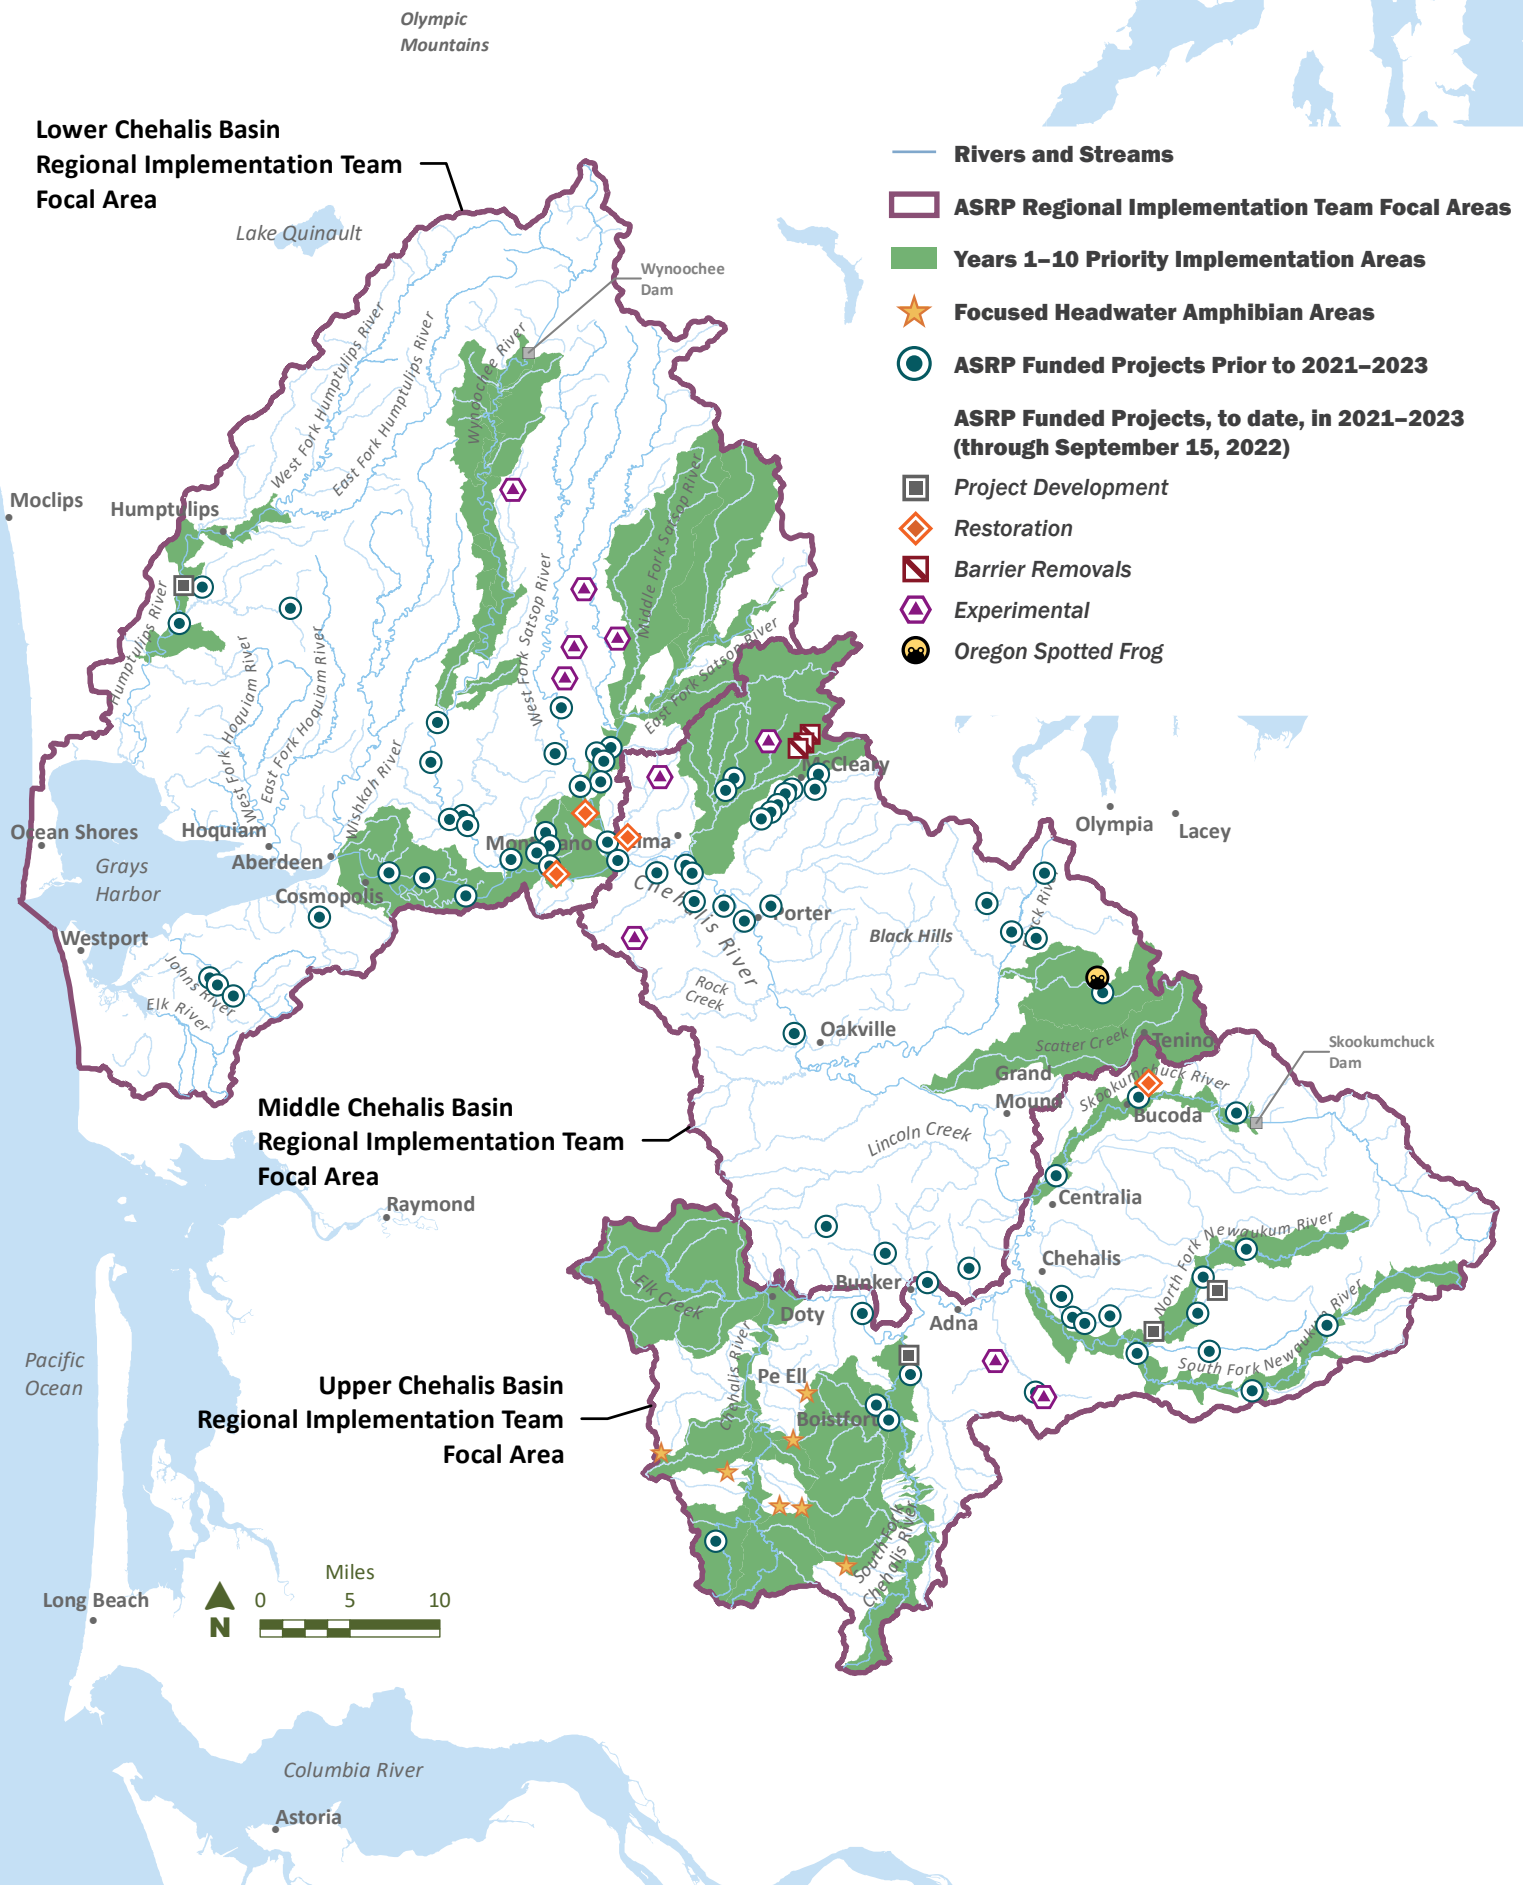 Olympic
Mountains
Lower Chehalis Basin
Regional Implementation Team
Focal Area
Lake Quinault
Rivers and Streams
ASRP Regional Implementation Team Focal Areas
Years 1–10 Priority Implementation Areas
Focused Headwater Amphibian Areas
ASRP Funded Projects Prior to 2021–2023
ASRP Funded Projects, to date, in 2021–2023
(through September 15, 2022)
Project Development
Restoration
Barrier Removals
Experimental
Oregon Spotted Frog
Wynoochee
Dam
West Fork Humptulips River
East Fork Humptulips River
Wynoochee River
Moclips
Humptulips
Middle Fork Satsop River
West Fork Satsop River
East Fork Satsop River
Humptulips River
West Fork Hoquiam River
East Fork Hoquiam River
Wishkah River
McCleary
Ocean Shores
Hoquiam
Aberdeen
Grays
Harbor
Cosmopolis
Montesano
Elma
Olympia
Lacey
Chehalis River
Porter
Black Hills
Black River
Westport
Johns River
Elk River
Rock
Creek
Oakville
Scatter Creek
Tenino
Skookumchuck
Dam
Grand
Mound
Skookumchuck River
Bucoda
Middle Chehalis Basin
Regional Implementation Team
Focal Area
Lincoln Creek
Raymond
Centralia
North Fork Newaukum River
Chehalis
Elk Creek
Bunker
Doty
Adna
South Fork Newaukum River
Pacific
Ocean
Chehalis River
Pe Ell
Boistfort
Upper Chehalis Basin
Regional Implementation Team
Focal Area
South Fork
Chehalis River
Miles
0 5 10
N
Long Beach
Columbia River
Astoria